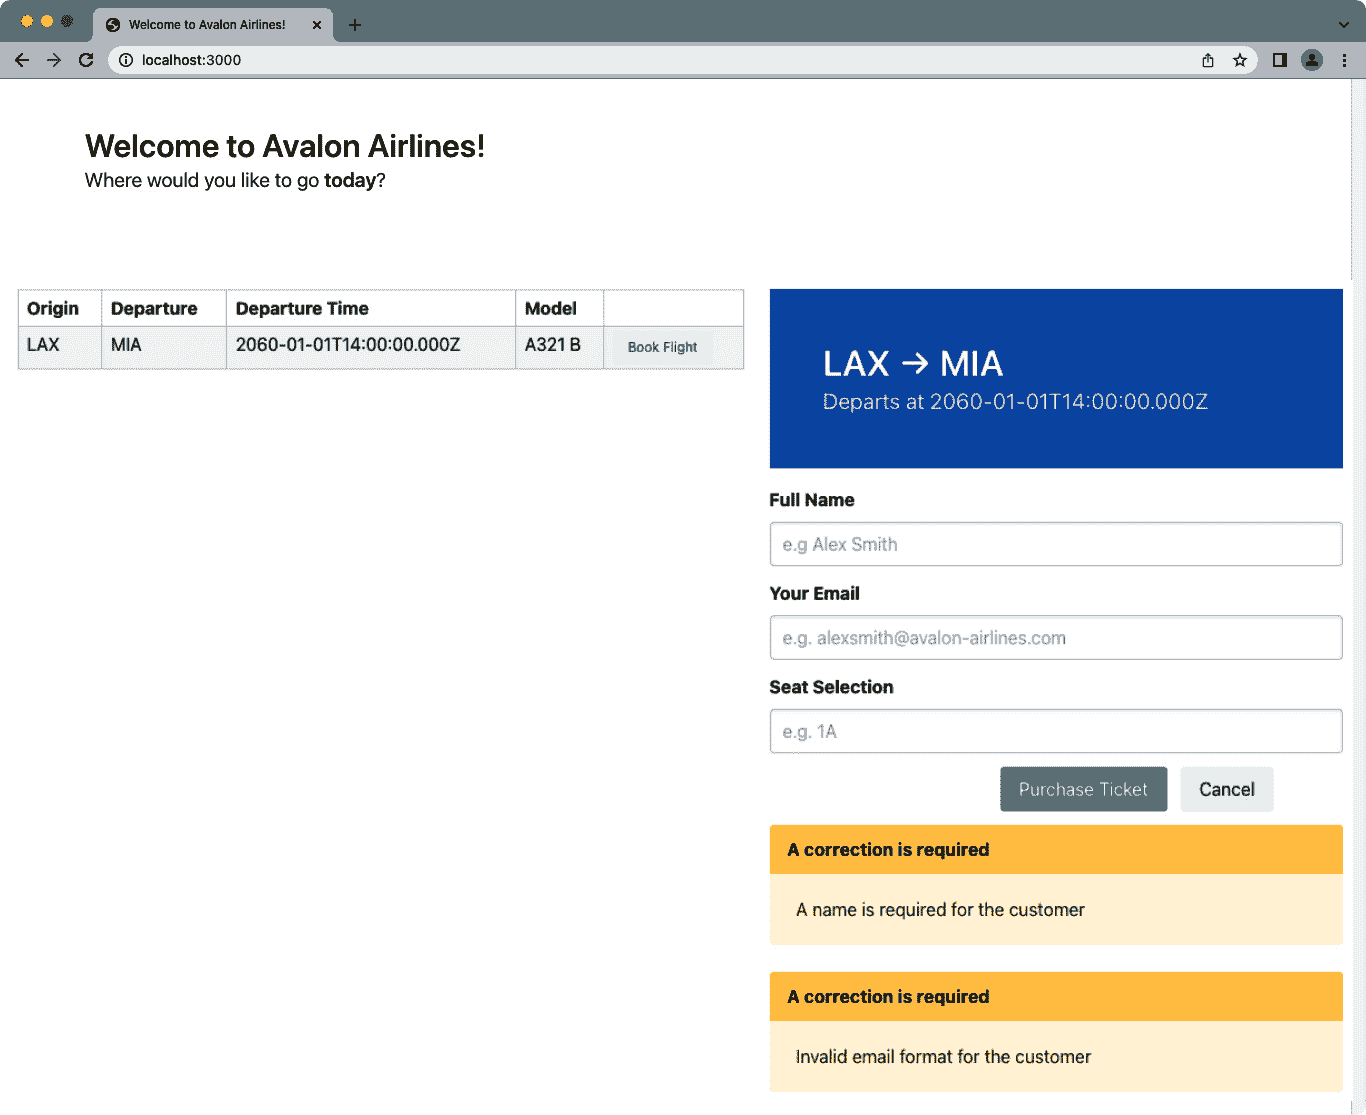 Welcome to Avalon Airlines!
localhost:3000
Welcome to Avalon Airlines!
Where would you like to go today?
Origin Departure Departure Time Model
LAX MIA 2060-01-01T14:00:00.000Z A321 B Book Flight
LAX → MIA
Departs at 2060-01-01T14:00:00.000Z
Full Name
e.g Alex Smith
Your Email
e.g. alexsmith@avalon-airlines.com
Seat Selection
e.g. 1A
Purchase Ticket Cancel
A correction is required
A name is required for the customer
A correction is required
Invalid email format for the customer